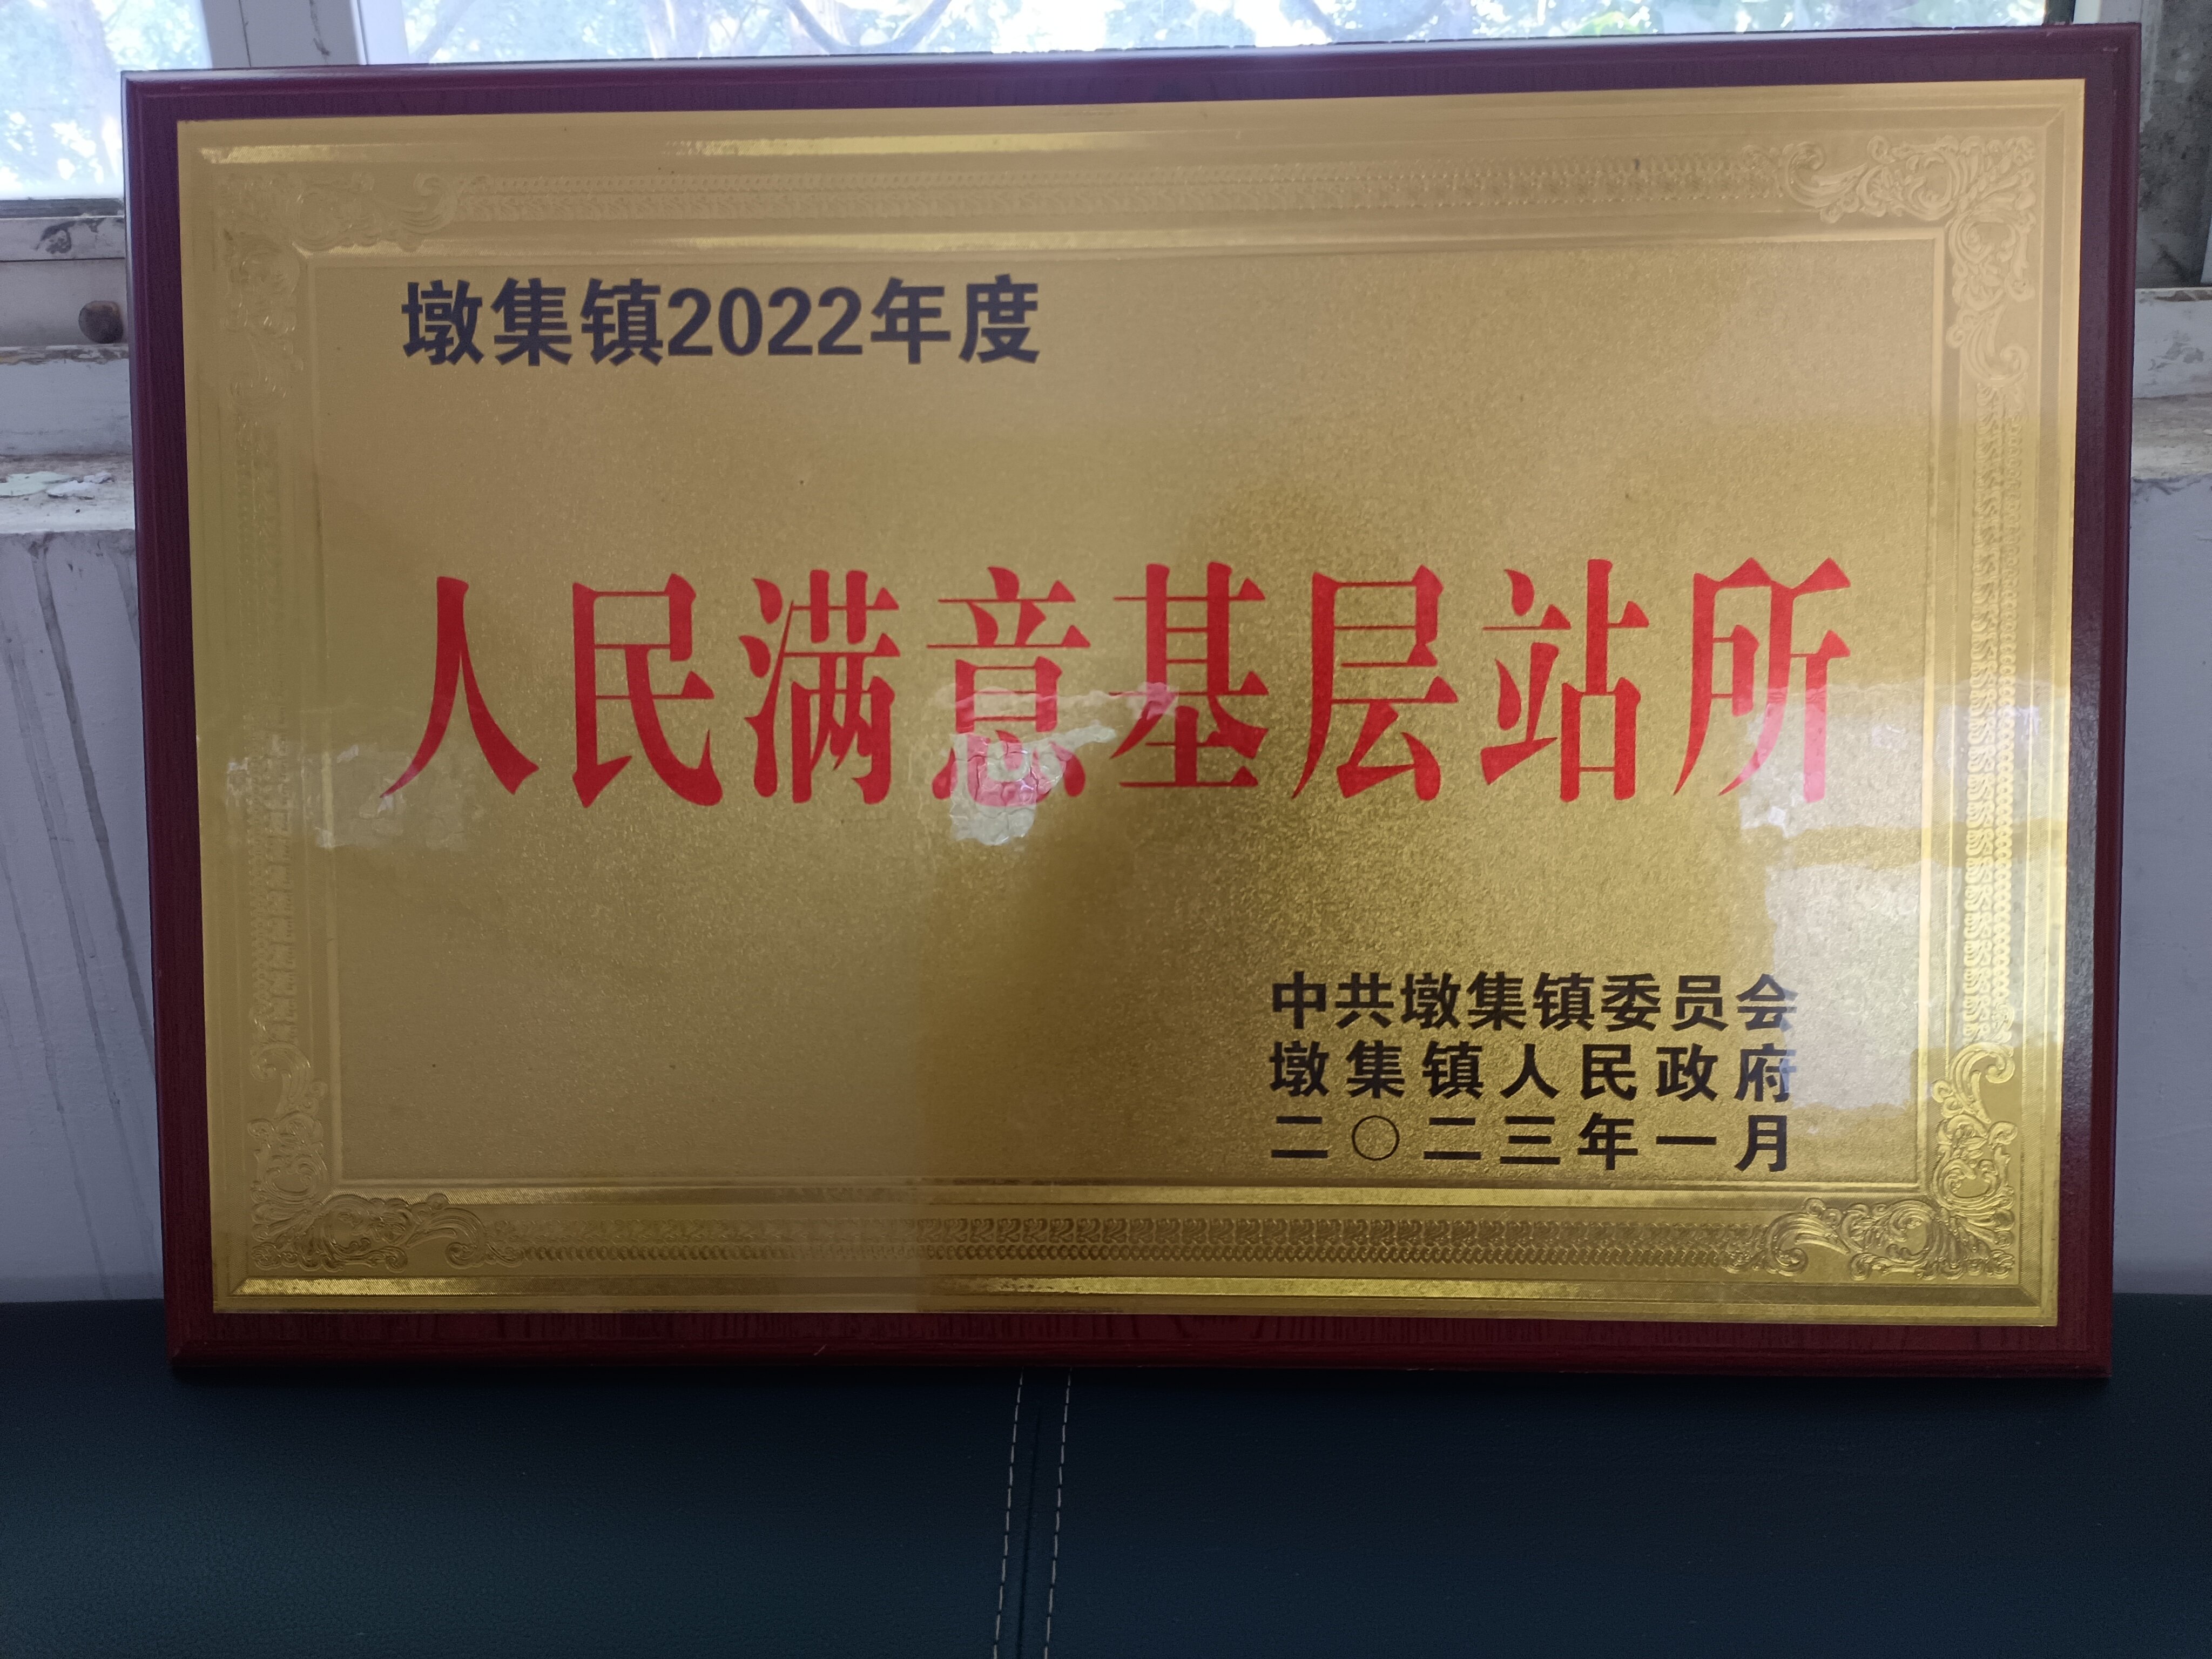 墩集镇2022年度
人民满意基层站所
中共墩集镇委员会
墩集镇人民政府
二〇二三年一月